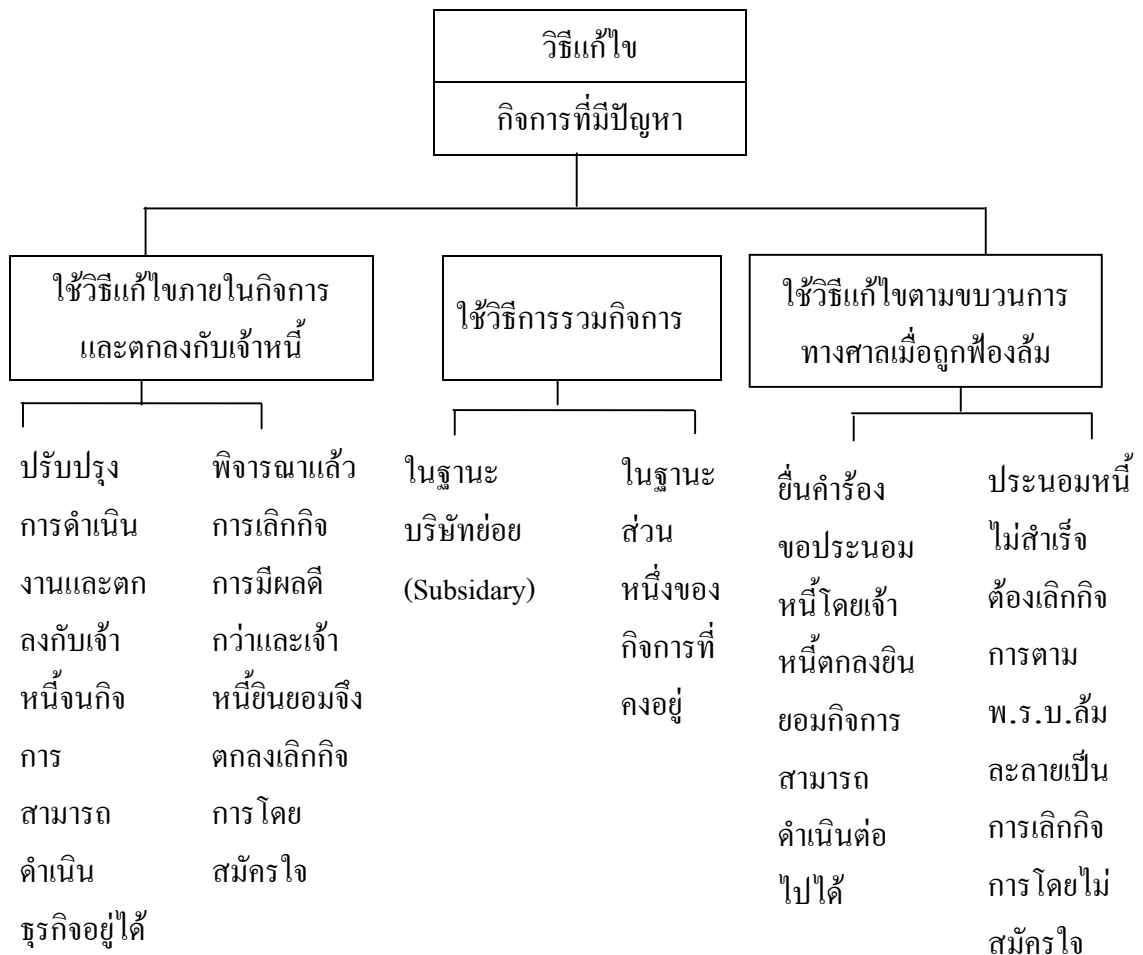 วิธีแก้ไข
กิจการที่มีปัญหา
ใช้วิธีแก้ไขภายในกิจการ
และตกลงกับเจ้าหนี้
ใช้วิธีการรวมกิจการ
ใช้วิธีแก้ไขตามขบวนการ
ทางศาลเมื่อถูกฟ้องล้ม
ปรับปรุง
การดำเนิน
งานและตก
ลงกับเจ้า
หนี้จนกิจ
การ
สามารถ
ดำเนิน
ธุรกิจอยู่ได้
พิจารณาแล้ว
การเลิกกิจ
การมีผลดี
กว่าและเจ้า
หนี้ยินยอมจึง
ตกลงเลิกกิจ
การโดย
สมัครใจ
ในฐานะ
บริษัทย่อย
(Subsidary)
ในฐานะ
ส่วน
หนึ่งของ
กิจการที่
คงอยู่
ยื่นคำร้อง
ขอประนอม
หนี้โดยเจ้า
หนี้ตกลงยิน
ยอมกิจการ
สามารถ
ดำเนินต่อ
ไปได้
ประนอมหนี้
ไม่สำเร็จ
ต้องเลิกกิจ
การตาม
พ.ร.บ.ล้ม
ละลายเป็น
การเลิกกิจ
การโดยไม่
สมัครใจ